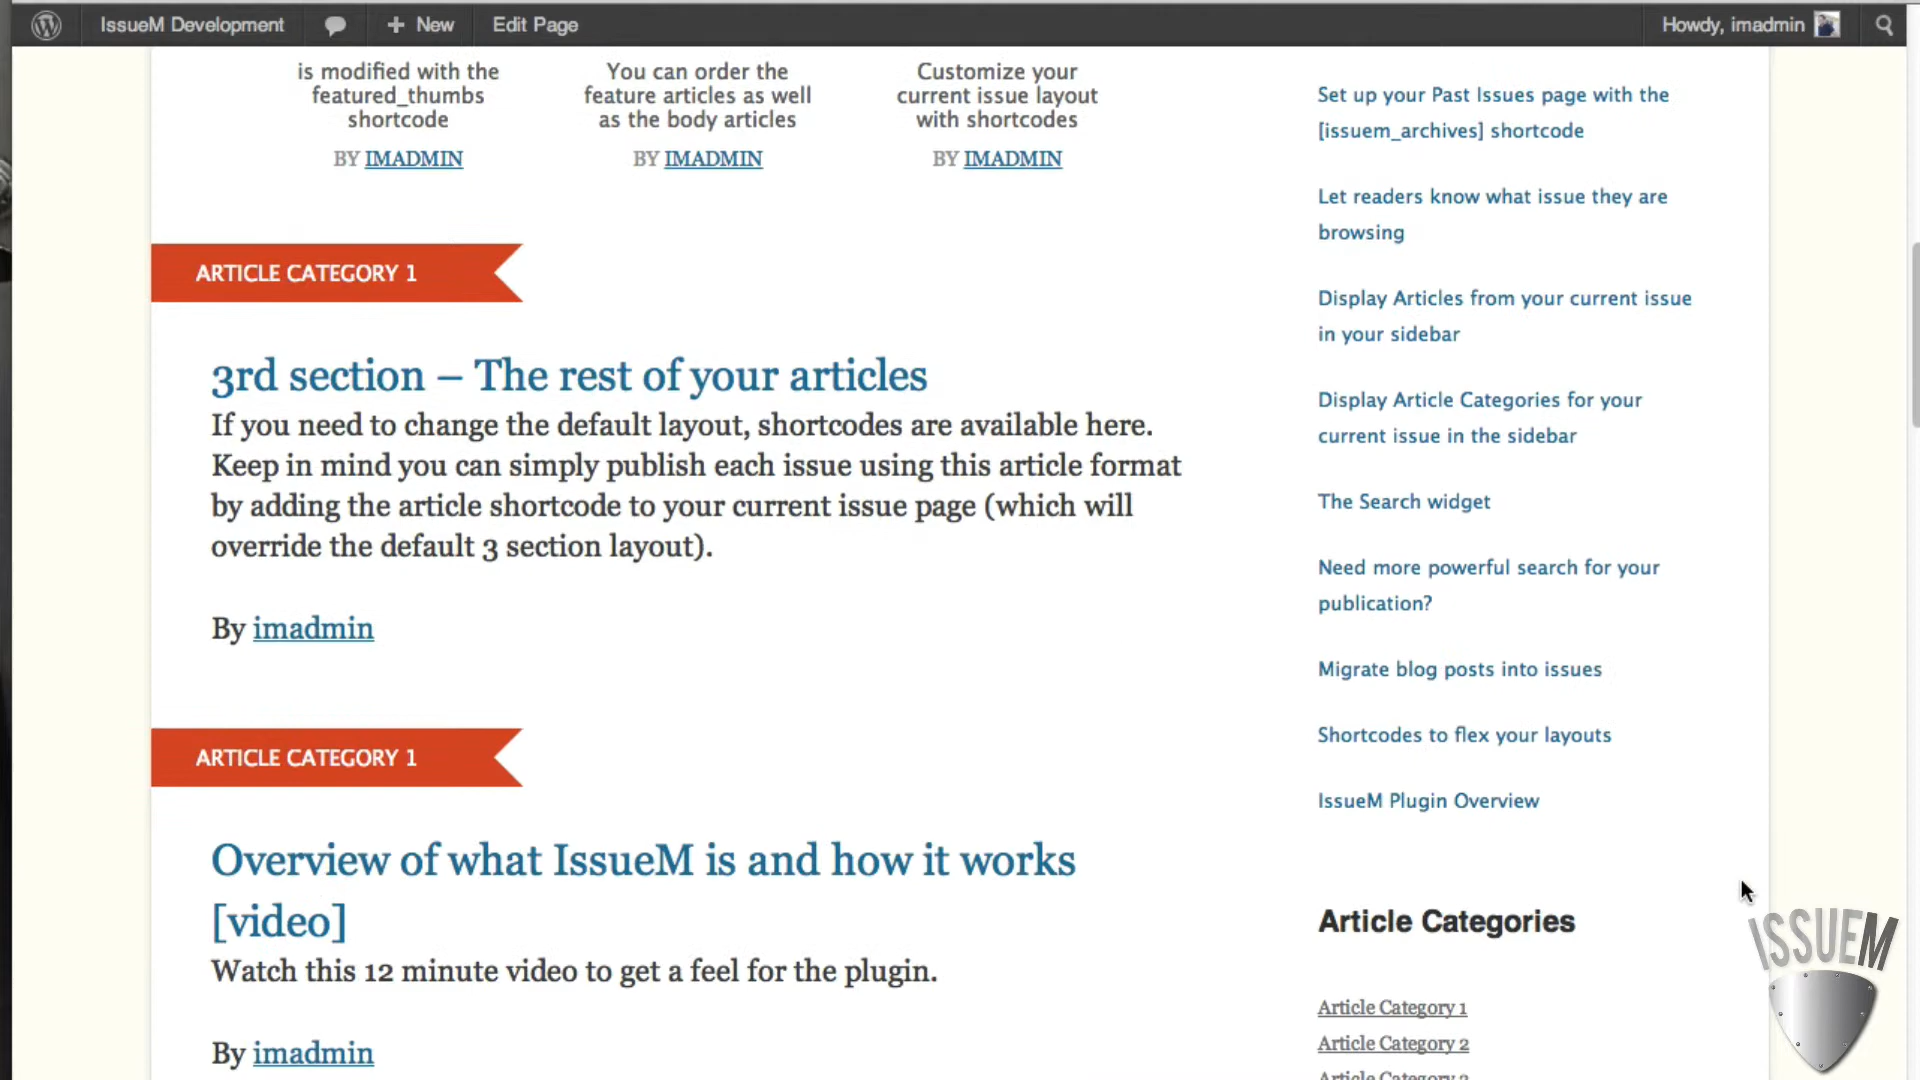 IssueM Development
New
Edit Page
Howdy, imadmin
is modified with the
featured_thumbs
shortcode
BY IMADMIN
You can order the
feature articles as well
as the body articles
BY IMADMIN
Customize your
current issue layout
with shortcodes
BY IMADMIN
ARTICLE CATEGORY 1
3rd section – The rest of your articles
If you need to change the default layout, shortcodes are available here.
Keep in mind you can simply publish each issue using this article format
by adding the article shortcode to your current issue page (which will
override the default 3 section layout).
By imadmin
ARTICLE CATEGORY 1
Overview of what IssueM is and how it works
[video]
Watch this 12 minute video to get a feel for the plugin.
By imadmin
Set up your Past Issues page with the
[issuem_archives] shortcode
Let readers know what issue they are
browsing
Display Articles from your current issue
in your sidebar
Display Article Categories for your
current issue in the sidebar
The Search widget
Need more powerful search for your
publication?
Migrate blog posts into issues
Shortcodes to flex your layouts
IssueM Plugin Overview
Article Categories
Article Category 1
Article Category 2
Article Category 3
ISSUEM